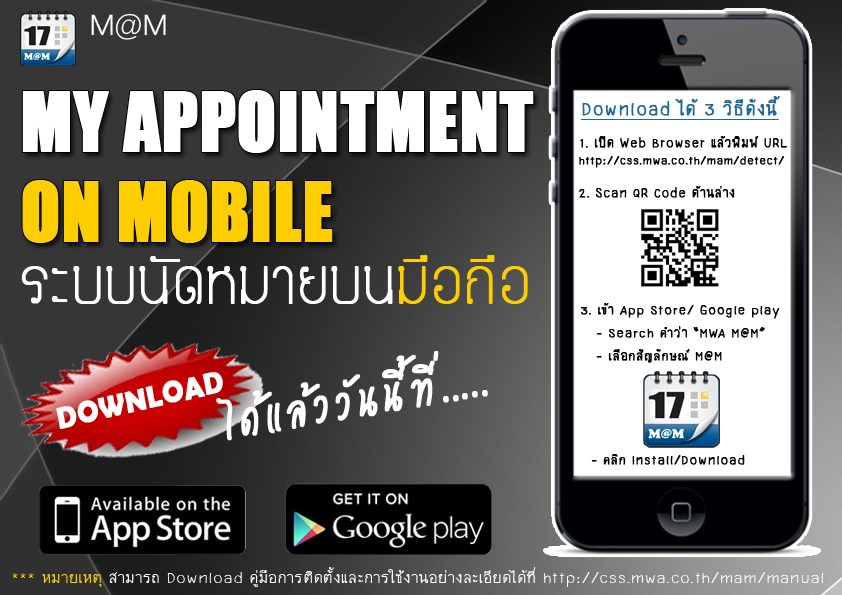 17
M@M
M@M
MY APPOINTMENT
ON MOBILE
ระบบนัดหมายบนมือถือ
DOWNLOAD
ได้แล้ววันนี้ที่.....
Available on the
App Store
GET IT ON
Google play
Download ได้ 3 วิธีดังนี้
1. เปิด Web Browser แล้วพิมพ์ URL
http://css.mwa.co.th/mam/detect/
2. Scan QR Code ด้านล่าง
3. เข้า App Store/ Google play
- Search คำว่า "MWA M@M"
- เลือกสัญลักษณ์ M@M
17
M@M
- คลิก Install/Download
*** หมายเหตุ สามารถ Download คู่มือการติดตั้งและการใช้งานอย่างละเอียดได้ที่ http://css.mwa.co.th/mam/manual